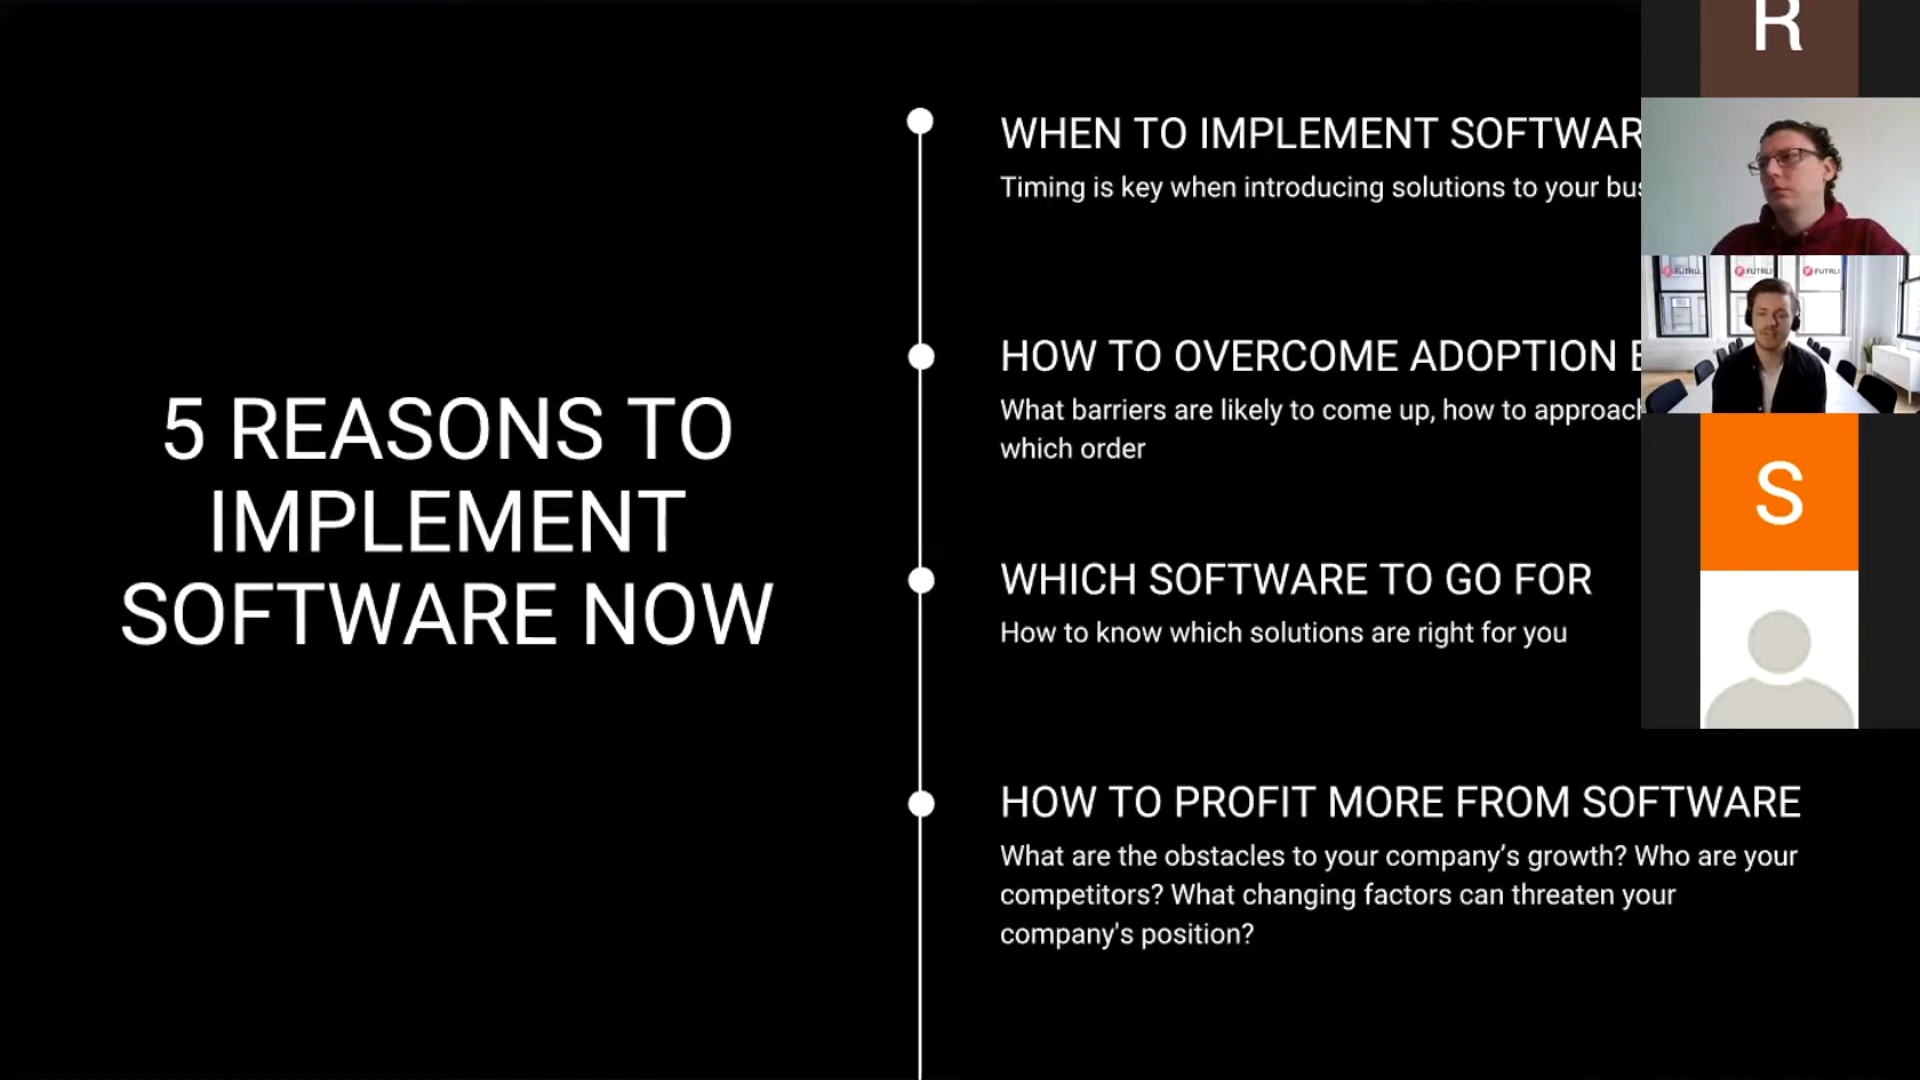 5 REASONS TO
IMPLEMENT
SOFTWARE NOW
WHEN TO IMPLEMENT
Timing is key when introducing solutions to your
HOW TO OVERCOME ADOPTION
What barriers are likely to come up, how to
which order
WHICH SOFTWARE TO GO FOR
How to know which solutions are right for you
HOW TO PROFIT MORE FROM SOFTWARE
What are the obstacles to your company’s growth? Who are your
competitors? What changing factors can threaten your
company's position?
R
FUTRLI FUTRLI FUTRLI
S